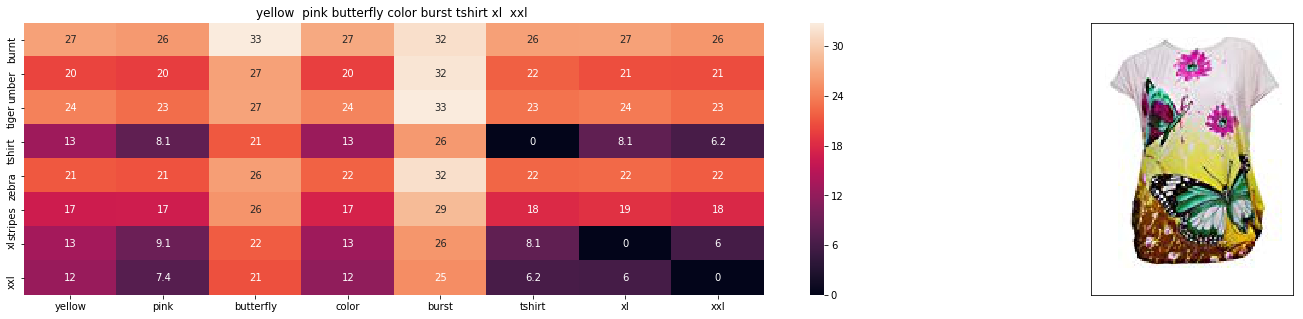 yellow  pink butterfly color burst tshirt xl  xxl
burnt 27 26 33 27 32 26 27 26
umber 20 20 27 20 32 22 21 21
tiger 24 23 27 24 33 23 24 23
tshirt 13 8.1 21 13 26 0 8.1 6.2
zebra 21 21 26 22 32 22 22 22
stripes 17 17 26 17 29 18 19 18
xl 13 9.1 22 13 26 8.1 0 6
xxl 12 7.4 21 12 25 6.2 6 0
yellow pink butterfly color burst tshirt xl xxl
30
24
18
12
6
0